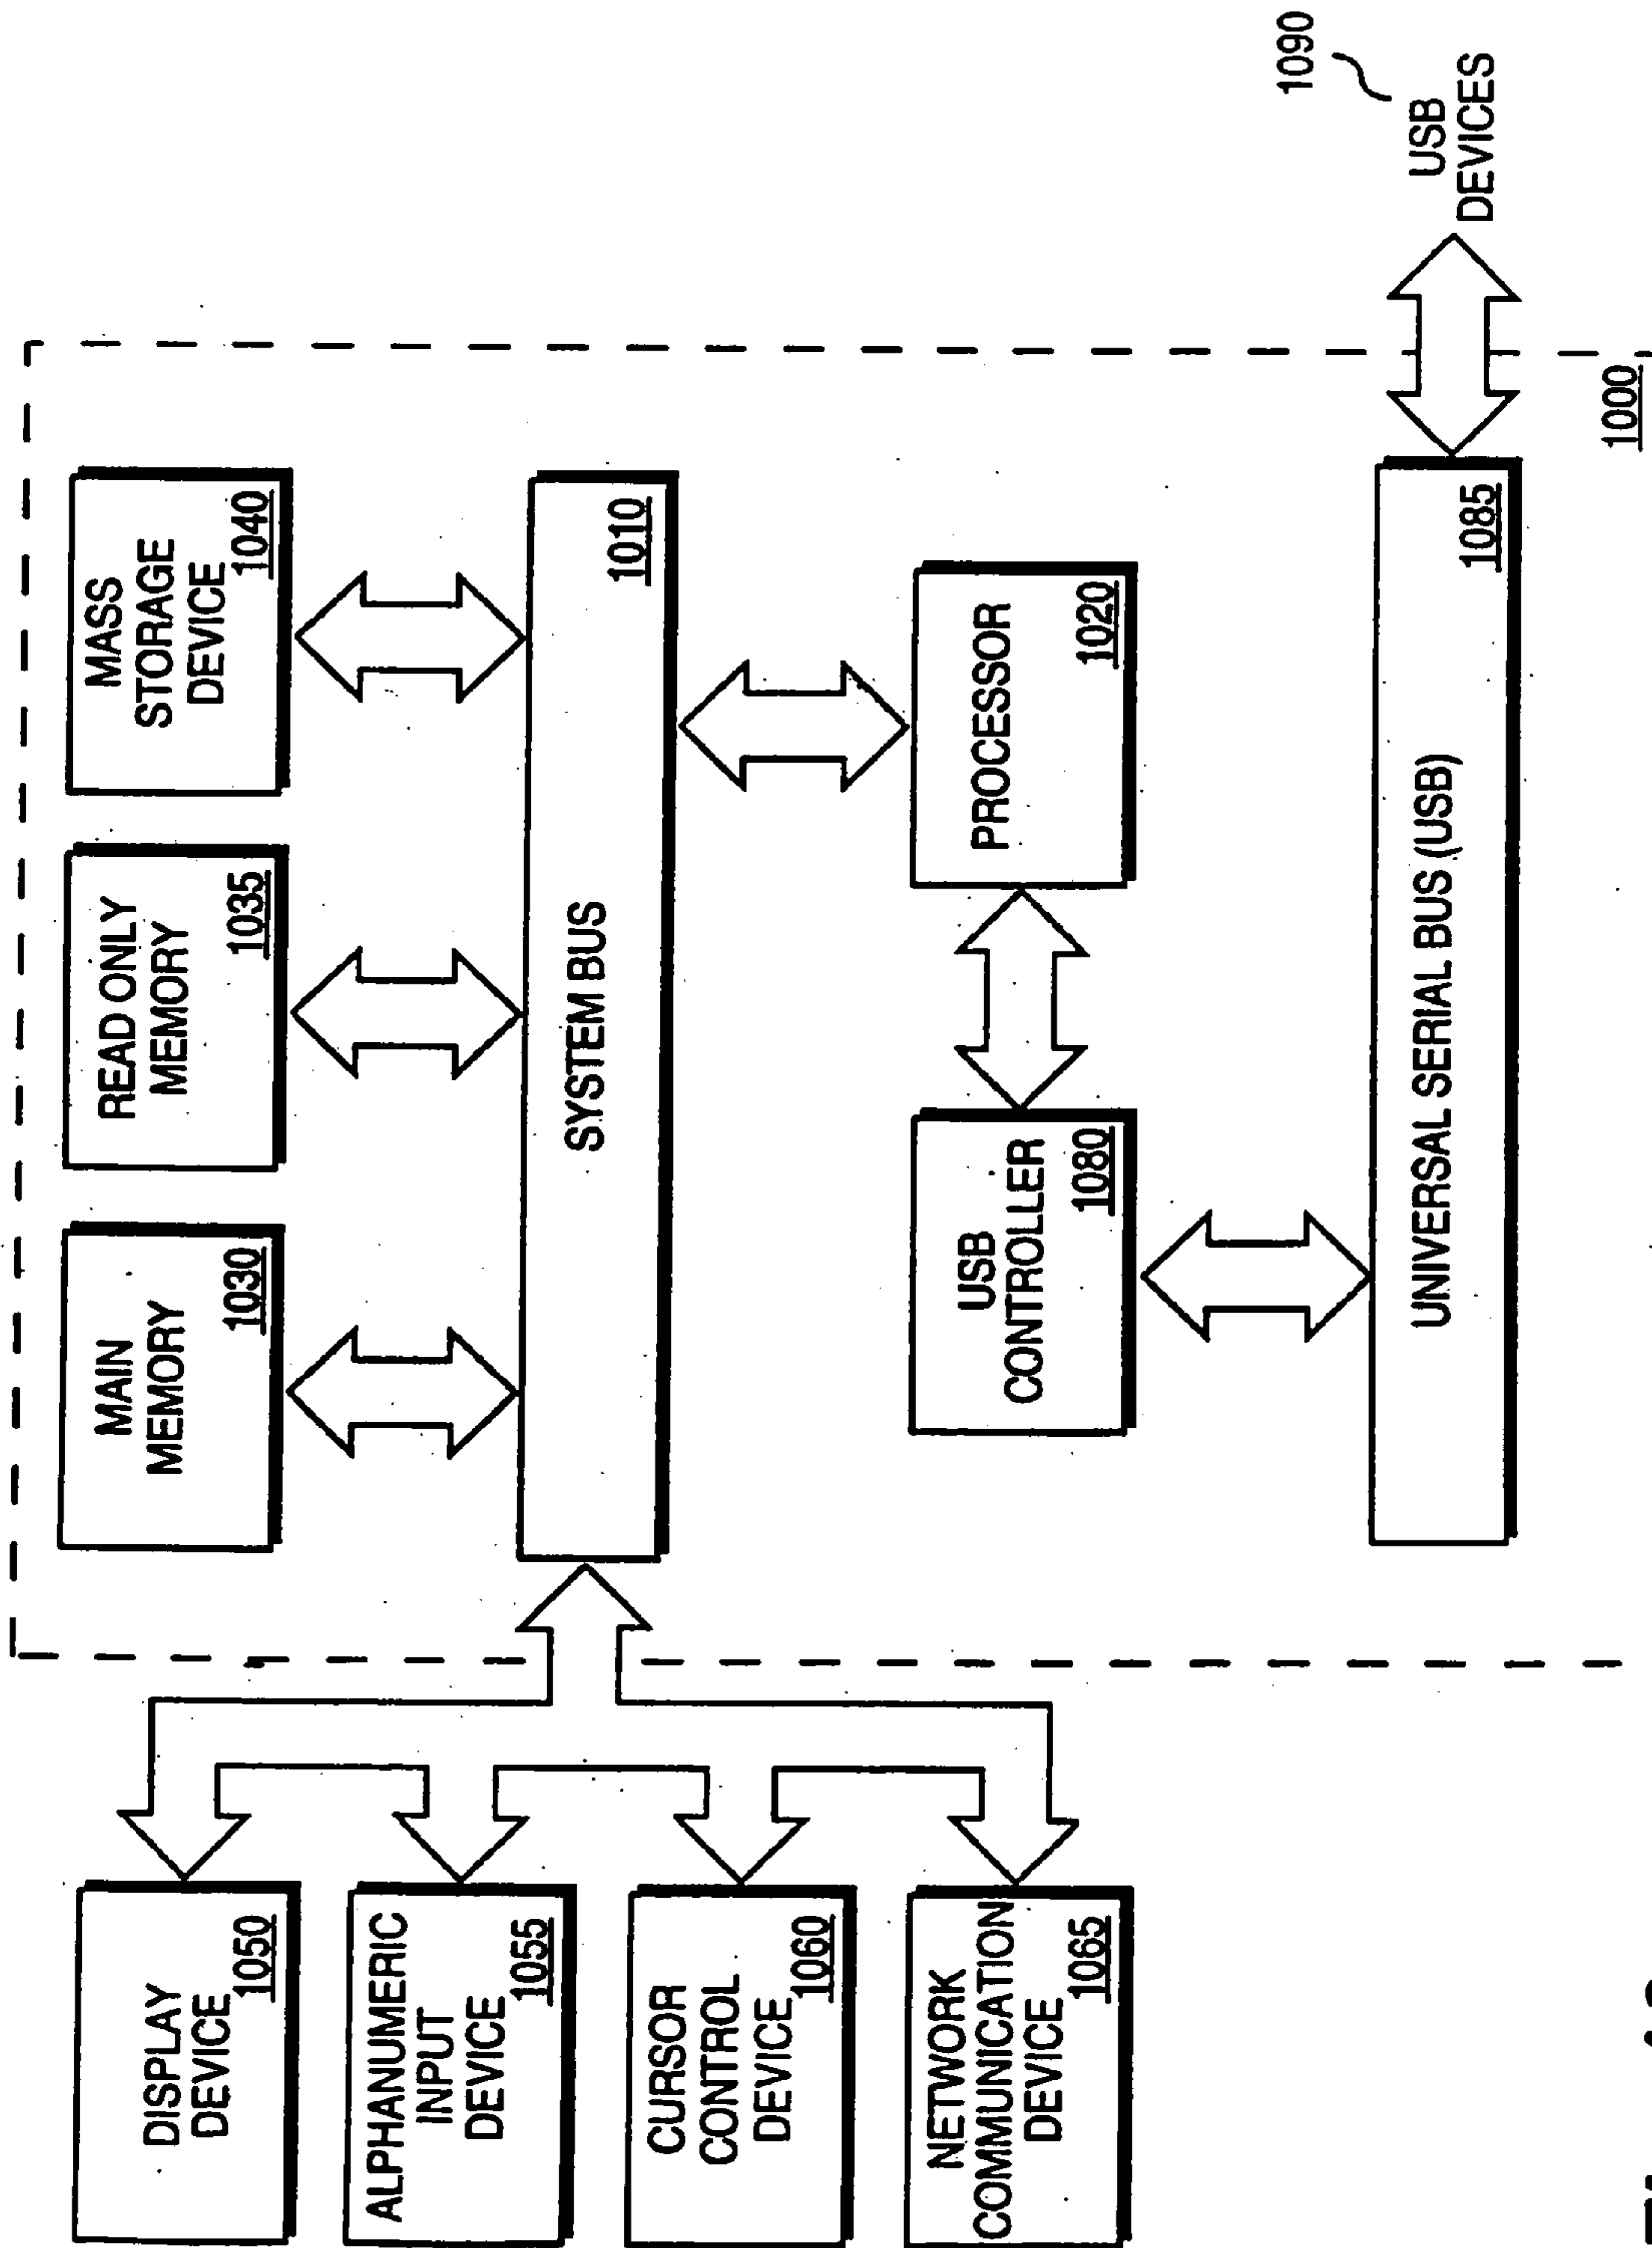 DISPLAY
DEVICE
1050
ALPHANUMERIC
INPUT
DEVICE
1055
CURSOR
CONTROL
DEVICE
1060
NETWORK
COMMUNICATION
DEVICE
1065
MAIN
MEMORY
1030
READ ONLY
MEMORY
1035
MASS
STORAGE
DEVICE
1040
SYSTEM BUS
1010
USB
CONTROLLER
1080
PROCESSOR
1020
UNIVERSAL SERIAL BUS (USB)
1085
1000
1090
USB
DEVICES